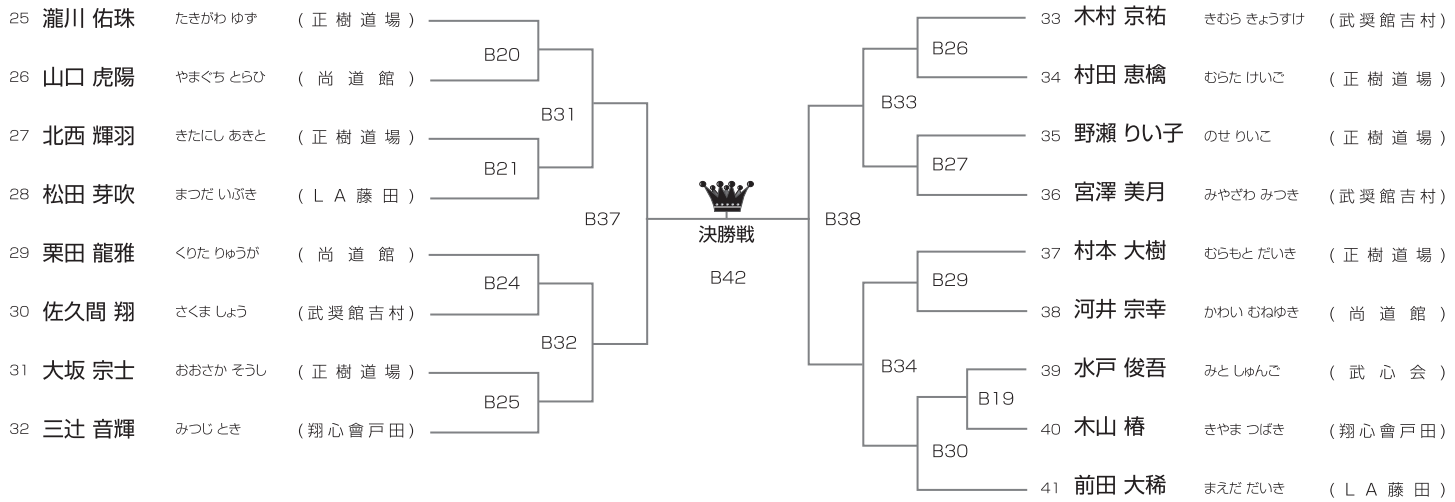 25 瀧川 佑珠 たきがわ ゆず (正樹道場)
26 山口 虎陽 やまぐち とらひ (尚道館)
27 北西 輝羽 きたにし あきと (正樹道場)
28 松田 芽吹 まつだ いぶき (LA藤田)
29 栗田 龍雅 くりた りゅうが (尚道館)
30 佐久間 翔 さくま しょう (武奨館吉村)
31 大坂 宗士 おおさか そうし (正樹道場)
32 三辻 音輝 みつじ とき (翔心會戸田)
B20
B21
B24
B25
B31
B32
B37
決勝戦
B42
B38
B33
B34
B26
B27
B29
B19
B30
33 木村 京祐 きむら きょうすけ (武奨館吉村)
34 村田 恵檎 むらた けいご (正樹道場)
35 野瀬 りい子 のせ りいこ (正樹道場)
36 宮澤 美月 みやざわ みつき (武奨館吉村)
37 村本 大樹 むらもと だいき (正樹道場)
38 河井 宗幸 かわい むねゆき (尚道館)
39 水戸 俊吾 みと しゅんご (武心会)
40 木山 椿 きやま つばき (翔心會戸田)
41 前田 大稀 まえだ だいき (LA藤田)